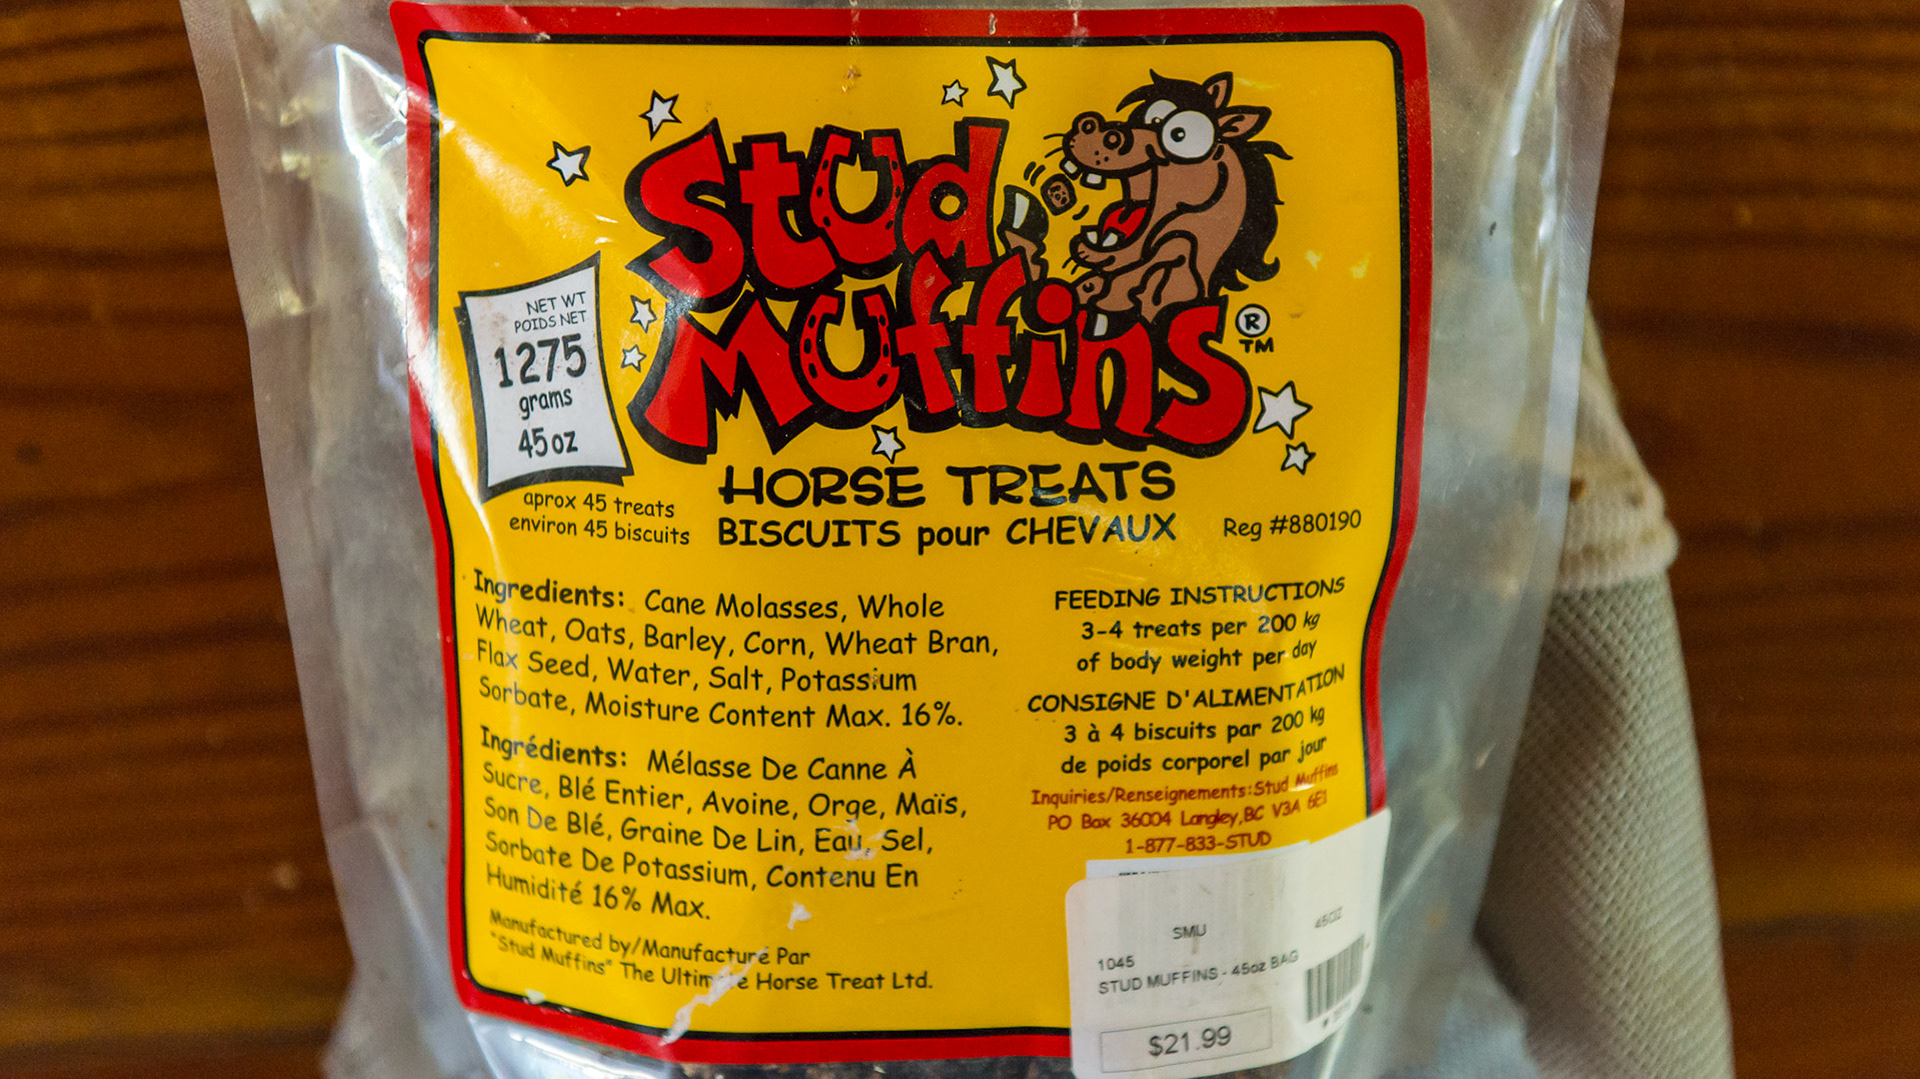 Stud
Muffins
® TM
NET WT
POIDS NET
1275
grams
45 oz
aprox 45 treats
environ 45 biscuits
HORSE TREATS
BISCUITS pour CHEVAUX
Reg #880190
Ingredients: Cane Molasses, Whole
Wheat, Oats, Barley, Corn, Wheat Bran,
Flax Seed, Water, Salt, Potassium
Sorbate, Moisture Content Max. 16%.
Ingrédients: Mélasse De Canne À
Sucre, Blé Entier, Avoine, Orge, Maïs,
Son De Blé, Graine De Lin, Eau, Sel,
Sorbate De Potassium, Contenu En
Humidité 16% Max.
Manufactured by/Manufacturé Par
"Stud Muffins" The Ultimate Horse Treat Ltd.
FEEDING INSTRUCTIONS
3-4 treats per 200 kg
of body weight per day
CONSIGNE D'ALIMENTATION
3 à 4 biscuits par 200 kg
de poids corporel par jour
Inquiries/Renseignements:Stud Muffins
PO Box 36004 Langley,BC V3A 6E1
1-877-833-STUD
SMU 45OZ
1045
STUD MUFFINS - 45oz BAG
$21.99